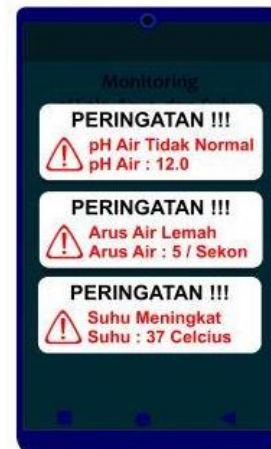 Monitoring
PERINGATAN !!!
pH Air Tidak Normal
pH Air : 12.0
PERINGATAN !!!
Arus Air Lemah
Arus Air : 5 / Sekon
PERINGATAN !!!
Suhu Meningkat
Suhu : 37 Celcius